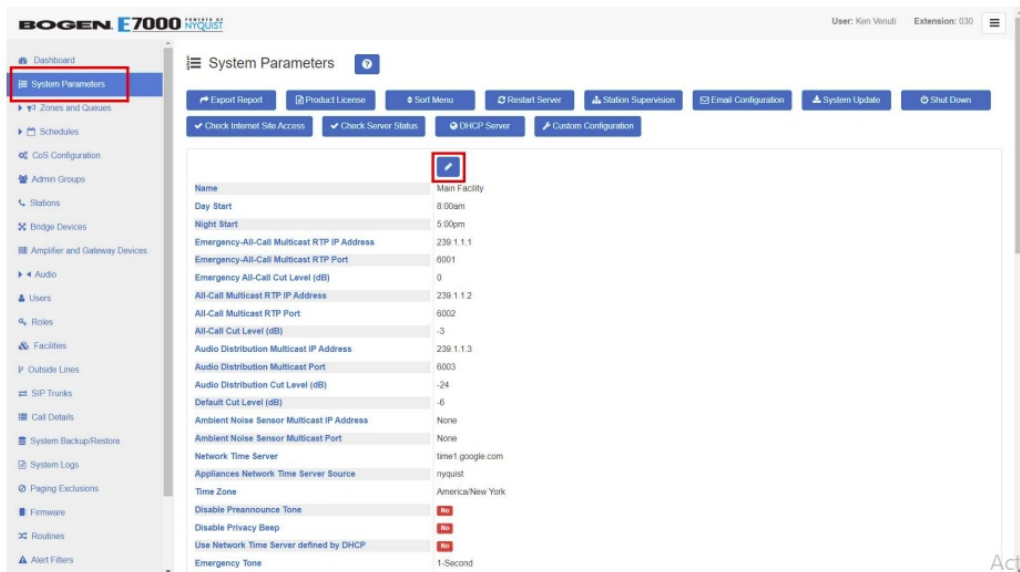 BOGEN E7000 POWERED BY NYQUIST
User: Ken Venuti Extension: 030
Dashboard
System Parameters
Zones and Queues
Schedules
CoS Configuration
Admin Groups
Stations
Bridge Devices
Amplifier and Gateway Devices
Audio
Users
Roles
Facilities
Outside Lines
SIP Trunks
Call Details
System Backup/Restore
System Logs
Paging Exclusions
Firmware
Routines
Alert Filters
System Parameters
Export Report Product License Sort Menu Restart Server Station Supervision Email Configuration System Update Shut Down
Check Internet Site Access Check Server Status DHCP Server Custom Configuration
Name Main Facility
Day Start 8:00am
Night Start 5:00pm
Emergency-All-Call Multicast RTP IP Address 239.1.1.1
Emergency-All-Call Multicast RTP Port 6001
Emergency All-Call Cut Level (dB) 0
All-Call Multicast RTP IP Address 239.1.1.2
All-Call Multicast RTP Port 6002
All-Call Cut Level (dB) -3
Audio Distribution Multicast IP Address 239.1.1.3
Audio Distribution Multicast Port 6003
Audio Distribution Cut Level (dB) -24
Default Cut Level (dB) -6
Ambient Noise Sensor Multicast IP Address None
Ambient Noise Sensor Multicast Port None
Network Time Server time1.google.com
Appliances Network Time Server Source nyquist
Time Zone America/New York
Disable Preannounce Tone No
Disable Privacy Beep No
Use Network Time Server defined by DHCP No
Emergency Tone 1-Second
Act